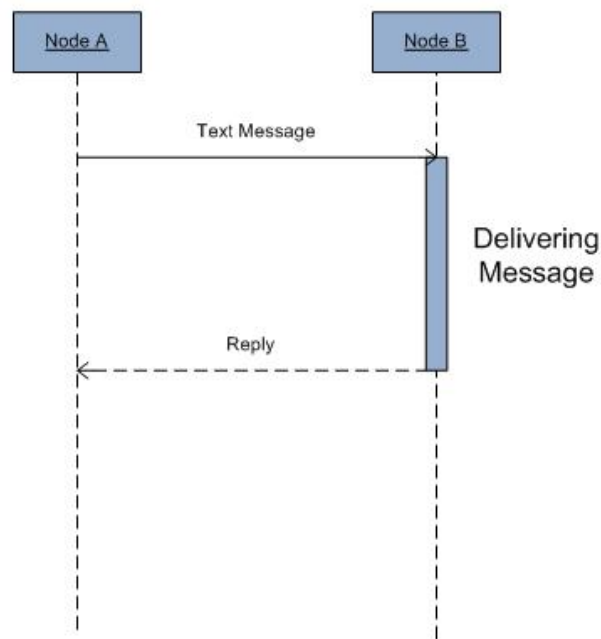 Node A
Node B
Text Message
Delivering
Message
Reply